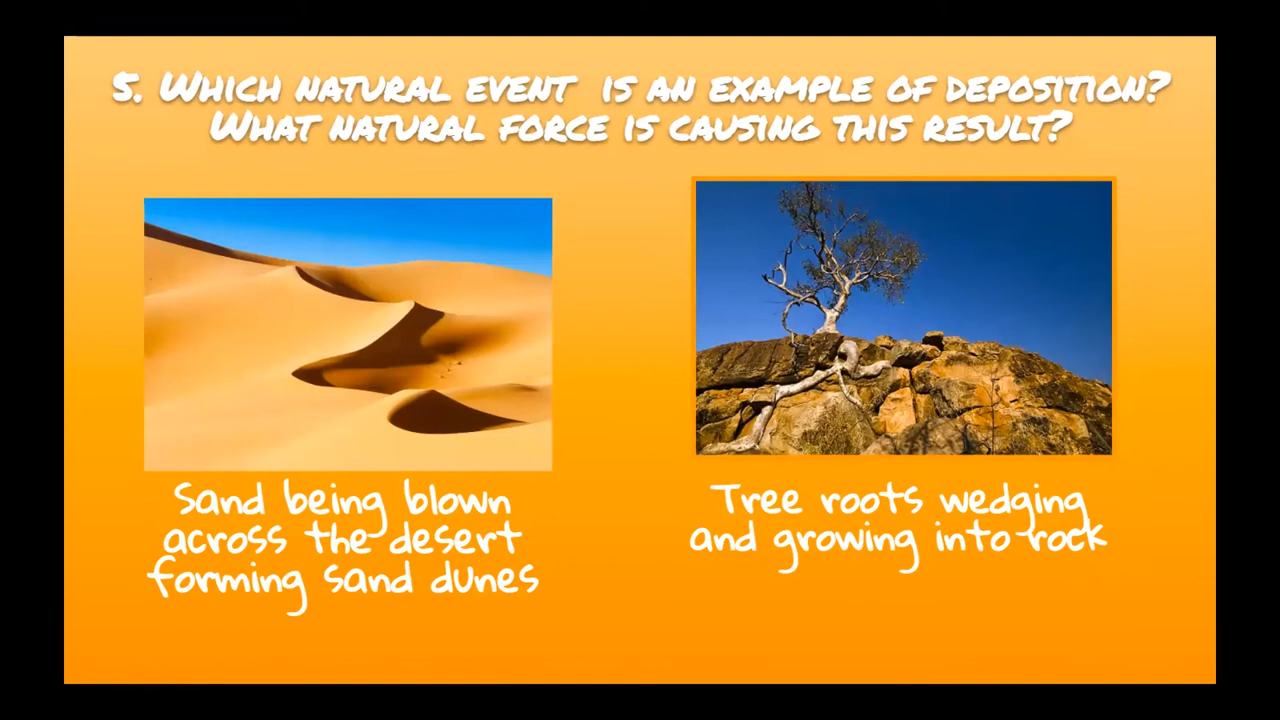 5. Which natural event is an example of deposition?
What natural force is causing this result?
Sand being blown
across the desert
forming sand dunes
Tree roots wedging
and growing into rock